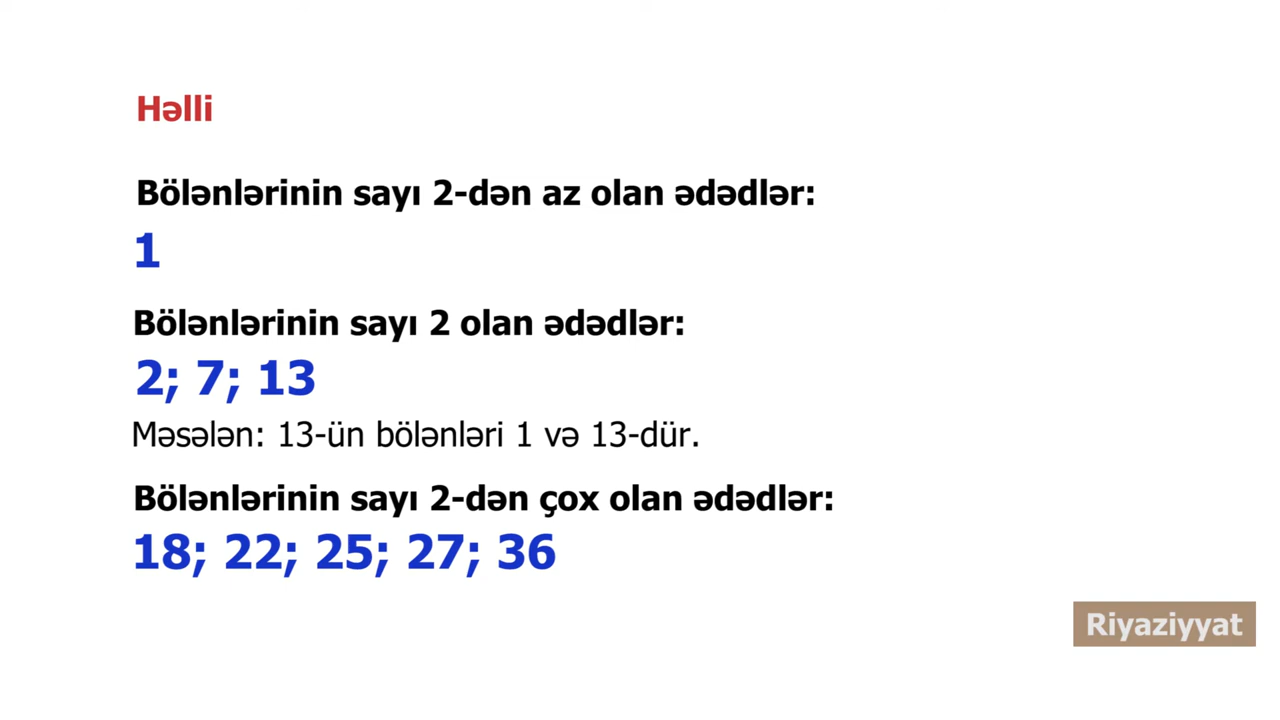 Həlli
Bölənlərinin sayı 2-dən az olan ədədlər:
1
Bölənlərinin sayı 2 olan ədədlər:
2; 7; 13
Məsələn: 13-ün bölənləri 1 və 13-dür.
Bölənlərinin sayı 2-dən çox olan ədədlər:
18; 22; 25; 27; 36
Riyaziyyat